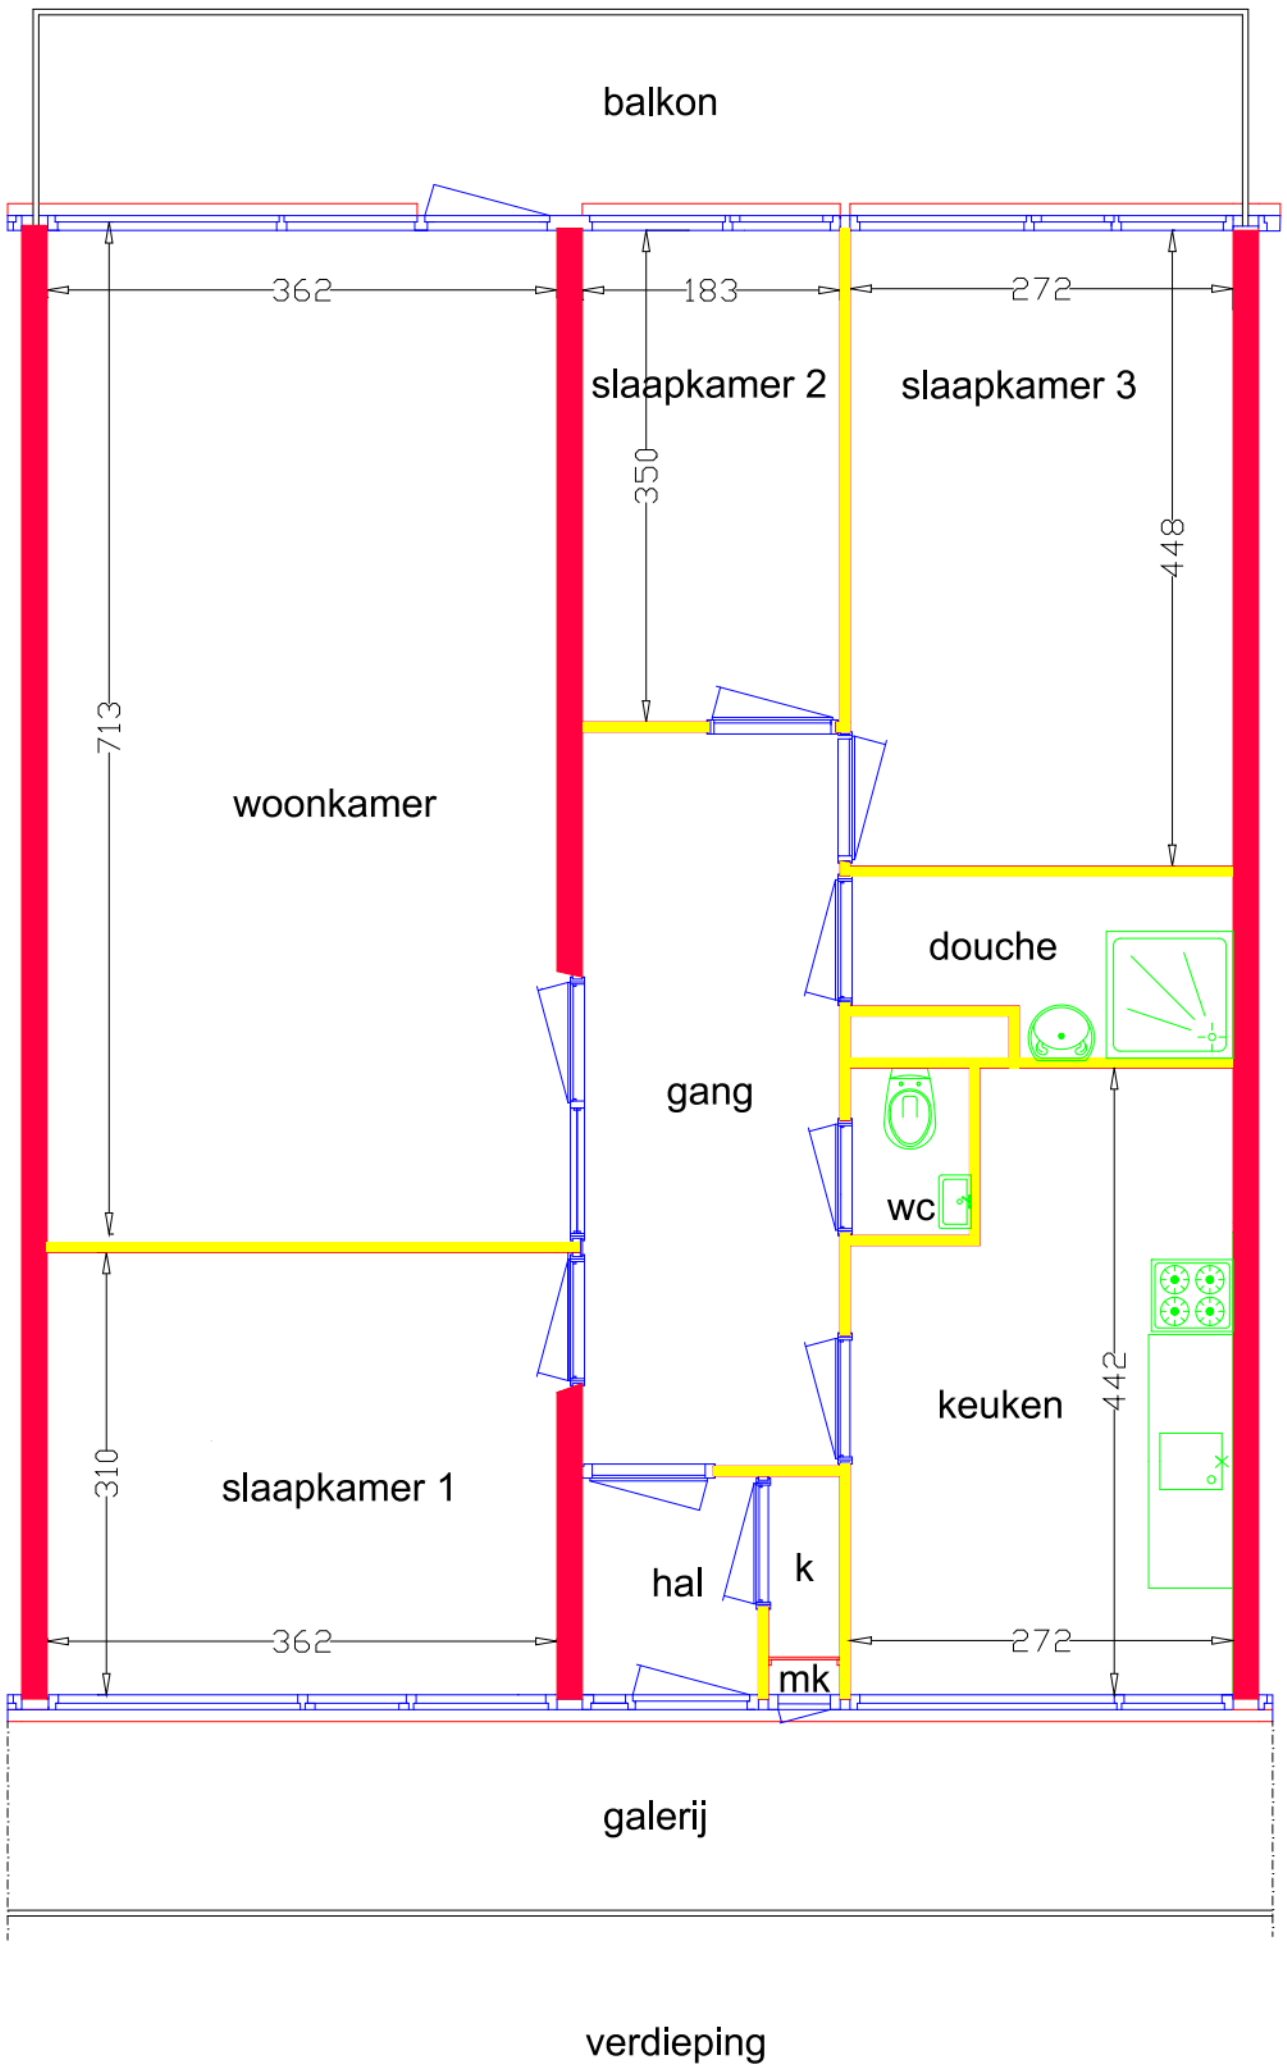 balkon
362
183
272
slaapkamer 2
slaapkamer 3
350
448
713
woonkamer
douche
gang
wc
442
keuken
310
slaapkamer 1
hal
k
362
272
mk
galerij
verdieping